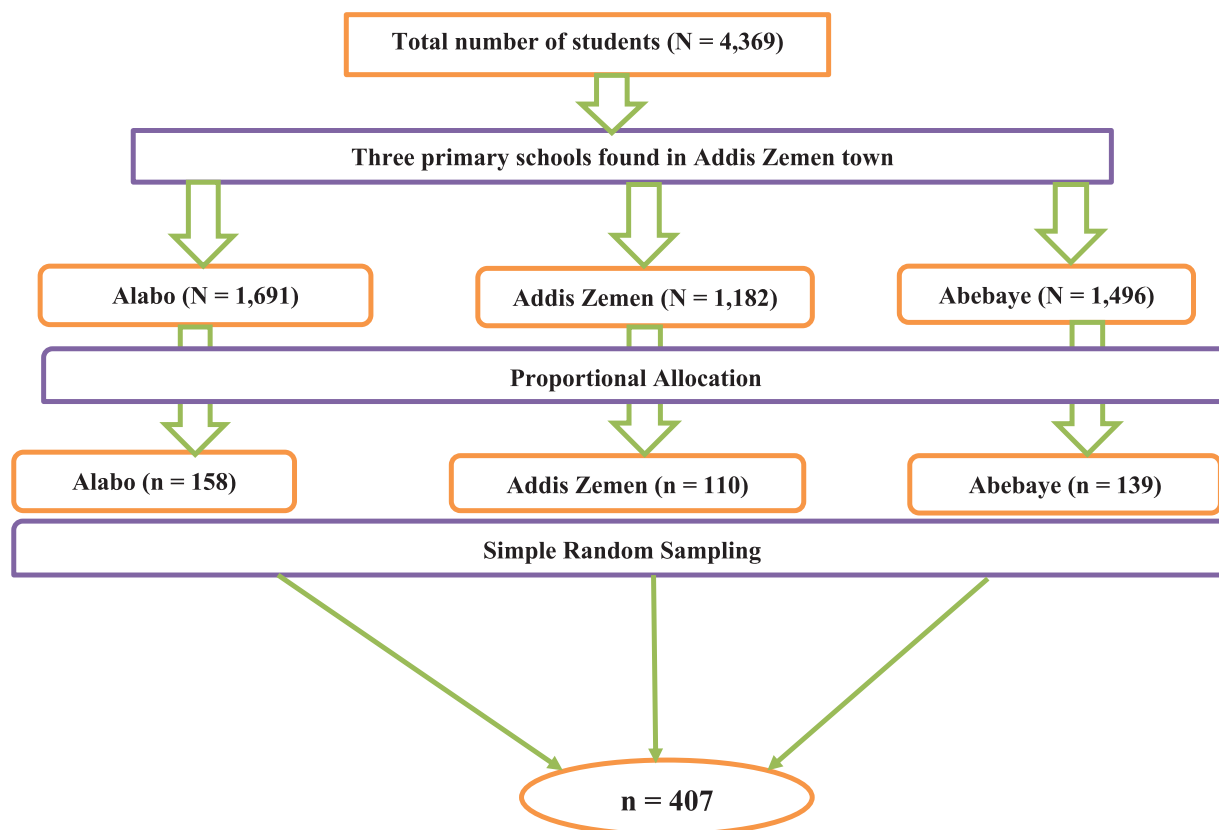 Total number of students (N = 4,369)
Three primary schools found in Addis Zemen town
Alabo (N = 1,691)
Addis Zemen (N = 1,182)
Abebaye (N = 1,496)
Proportional Allocation
Alabo (n = 158)
Addis Zemen (n = 110)
Abebaye (n = 139)
Simple Random Sampling
n = 407